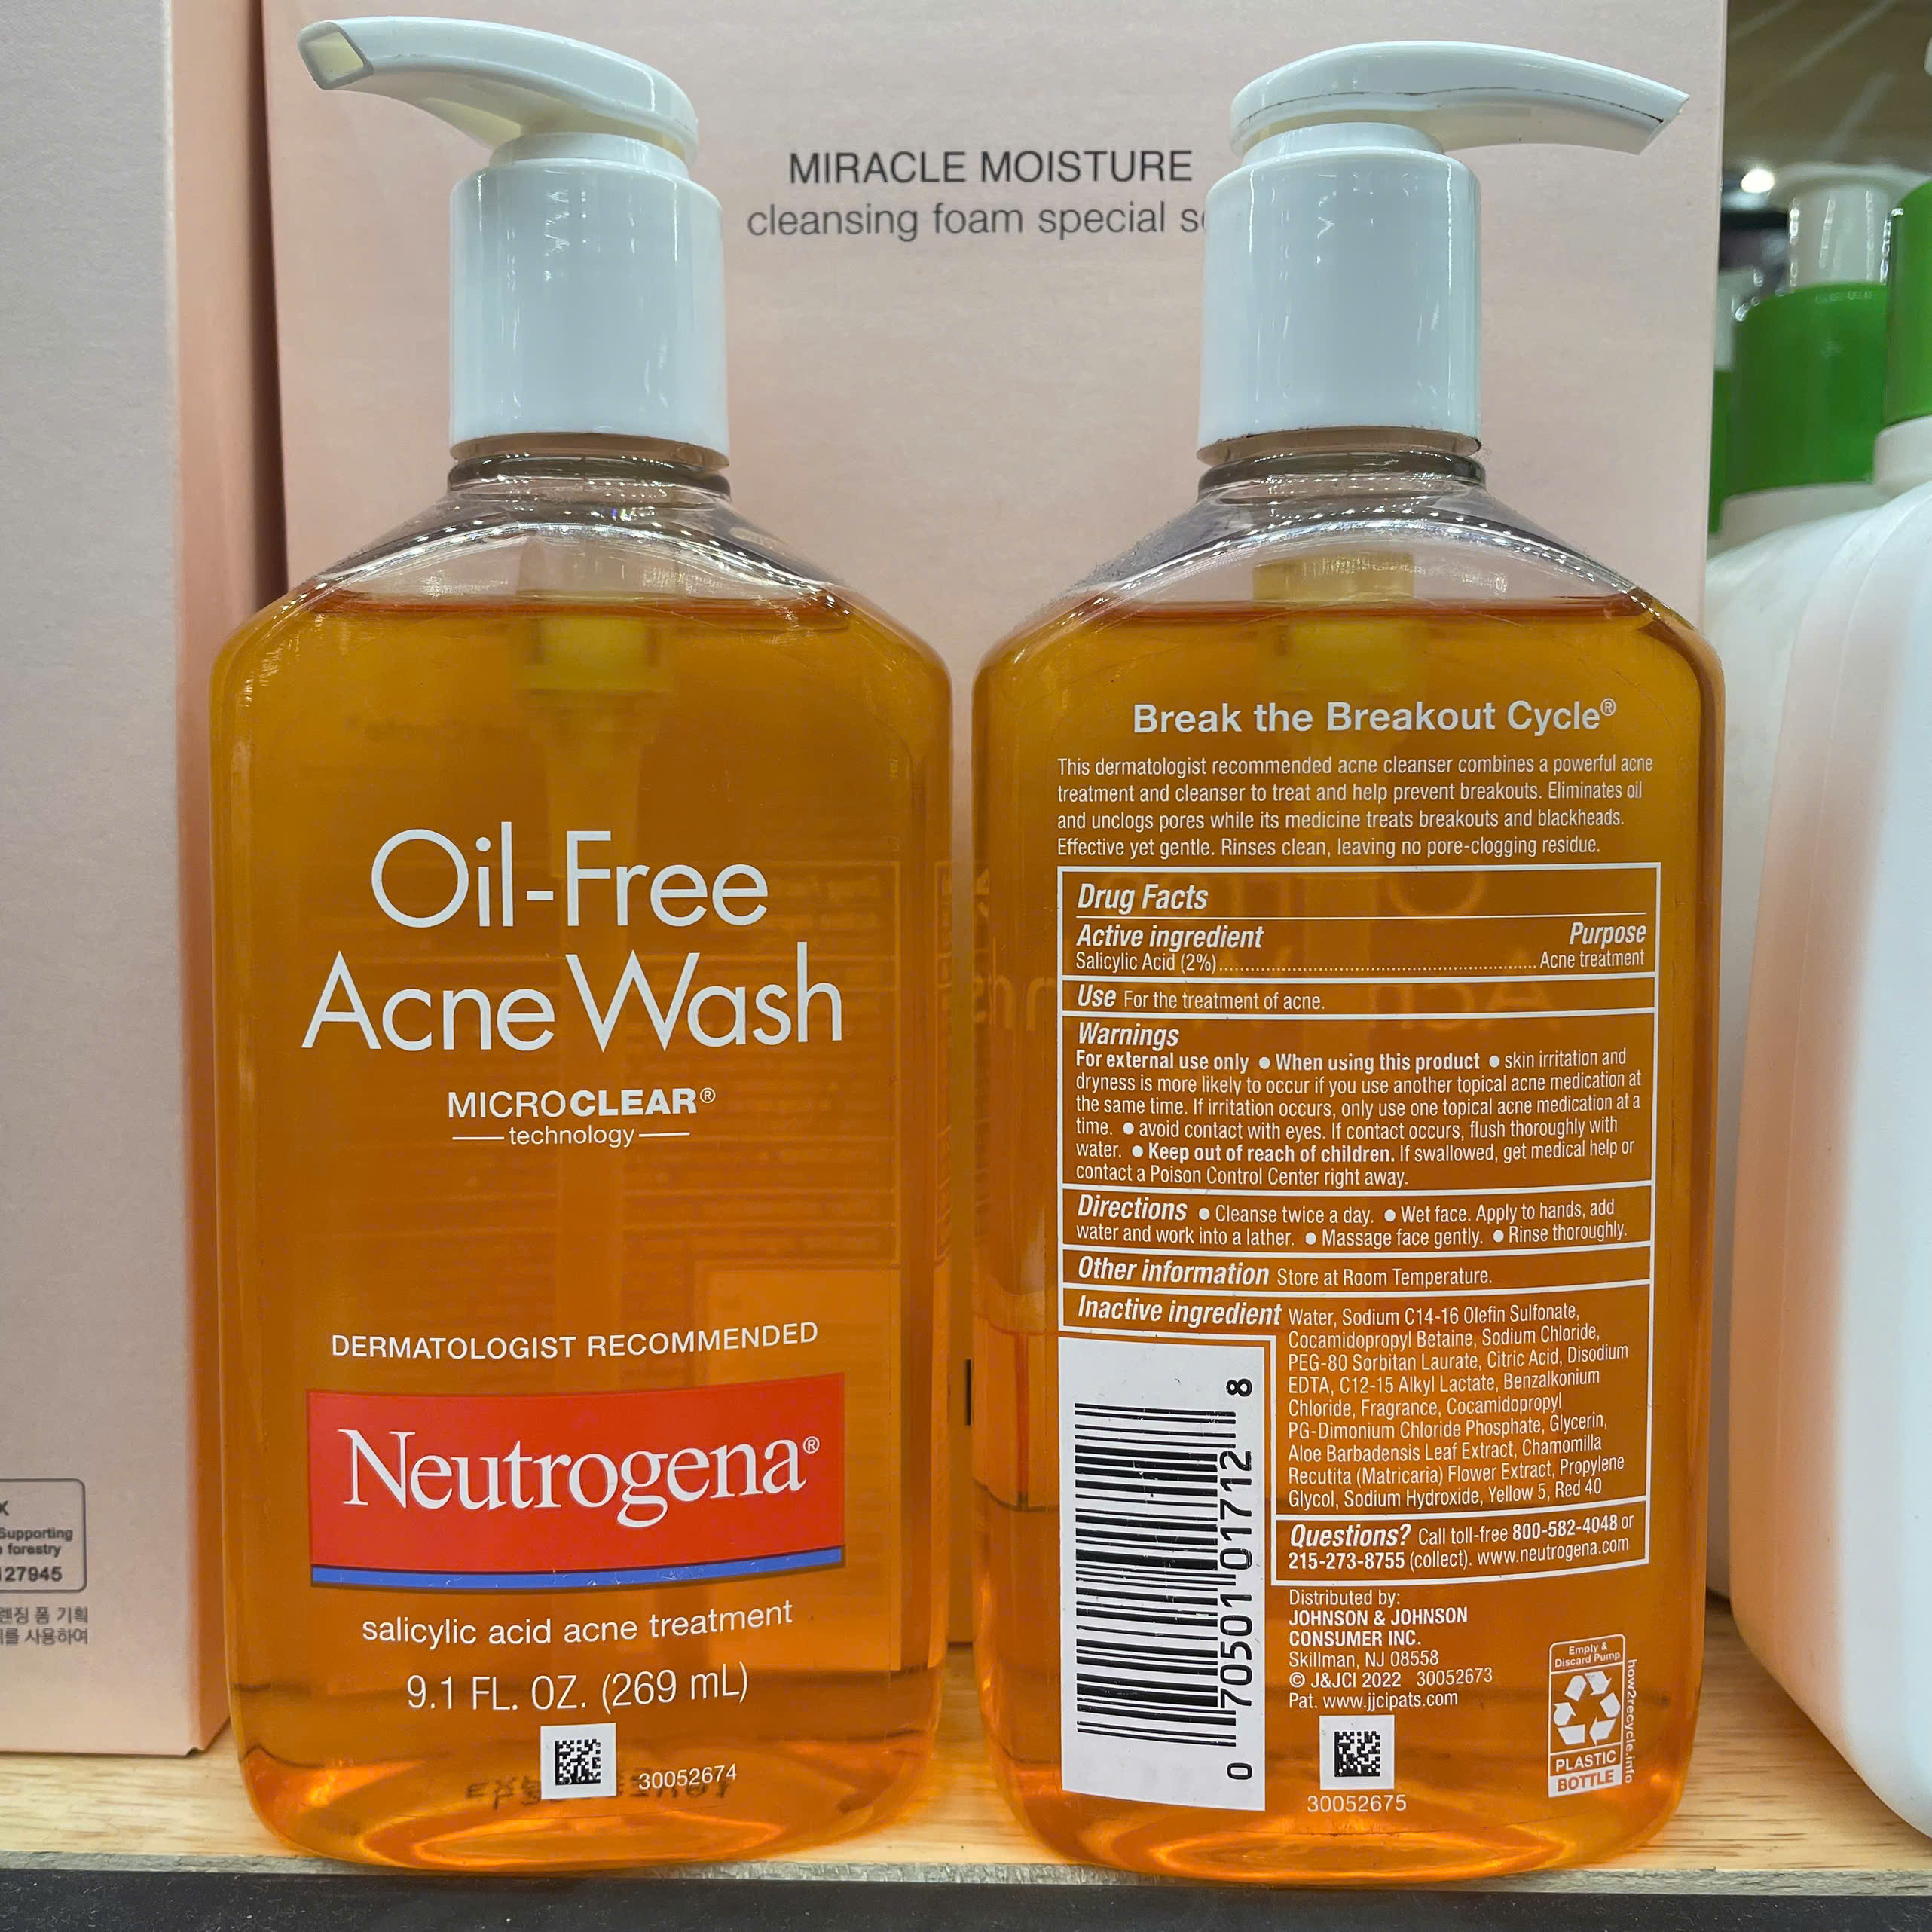 MIRACLE MOISTURE
cleansing foam special
Oil-Free
Acne Wash
MICROCLEAR®
technology
DERMATOLOGIST RECOMMENDED
Neutrogena®
salicylic acid acne treatment
9.1 FL. OZ. (269 mL)
30052674
Break the Breakout Cycle®
This dermatologist recommended acne cleanser combines a powerful acne
treatment and cleanser to treat and help prevent breakouts. Eliminates oil
and unclogs pores while its medicine treats breakouts and blackheads.
Effective yet gentle. Rinses clean, leaving no pore-clogging residue.
Drug Facts
Active ingredient Purpose
Salicylic Acid (2%)........................................................Acne treatment
Use For the treatment of acne.
Warnings
For external use only ● When using this product ● skin irritation and
dryness is more likely to occur if you use another topical acne medication at
the same time. If irritation occurs, only use one topical acne medication at a
time. ● avoid contact with eyes. If contact occurs, flush thoroughly with
water. ● Keep out of reach of children. If swallowed, get medical help or
contact a Poison Control Center right away.
Directions ● Cleanse twice a day. ● Wet face. Apply to hands, add
water and work into a lather. ● Massage face gently. ● Rinse thoroughly.
Other information Store at Room Temperature.
Inactive ingredient Water, Sodium C14-16 Olefin Sulfonate,
Cocamidopropyl Betaine, Sodium Chloride,
PEG-80 Sorbitan Laurate, Citric Acid, Disodium
EDTA, C12-15 Alkyl Lactate, Benzalkonium
Chloride, Fragrance, Cocamidopropyl
PG-Dimonium Chloride Phosphate, Glycerin,
Aloe Barbadensis Leaf Extract, Chamomilla
Recutita (Matricaria) Flower Extract, Propylene
Glycol, Sodium Hydroxide, Yellow 5, Red 40
Questions? Call toll-free 800-582-4048 or
215-273-8755 (collect). www.neutrogena.com
Distributed by:
JOHNSON & JOHNSON
CONSUMER INC.
Skillman, NJ 08558
© J&JCI 2022 30052673
Pat. www.jjcipats.com
0 70501 01712 8
30052675
Empty &
Discard Pump
PLASTIC
BOTTLE
how2recycle.info
Supporting
forestry
127945
렌징 폼 기획
를 사용하여